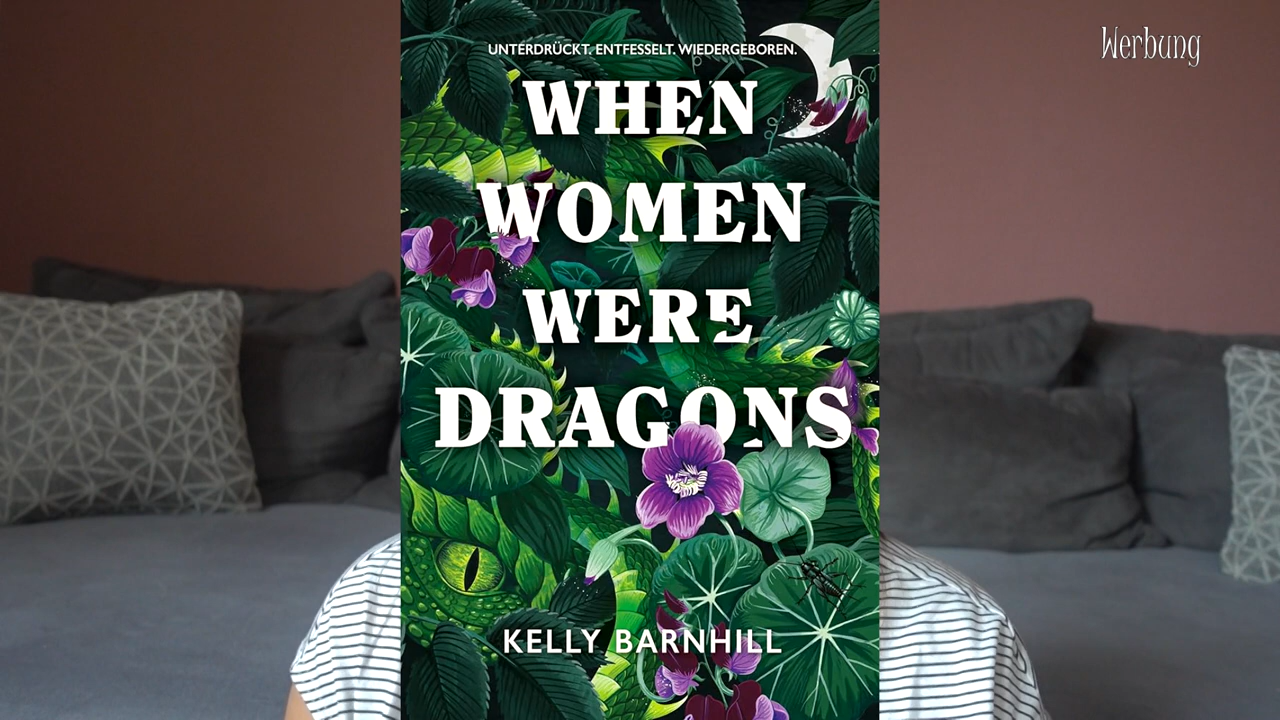 Werbung
UNTERDRÜCKT. ENTFESSELT. WIEDERGEBOREN.
WHEN
WOMEN
WERE
DRAGONS
KELLY BARNHILL